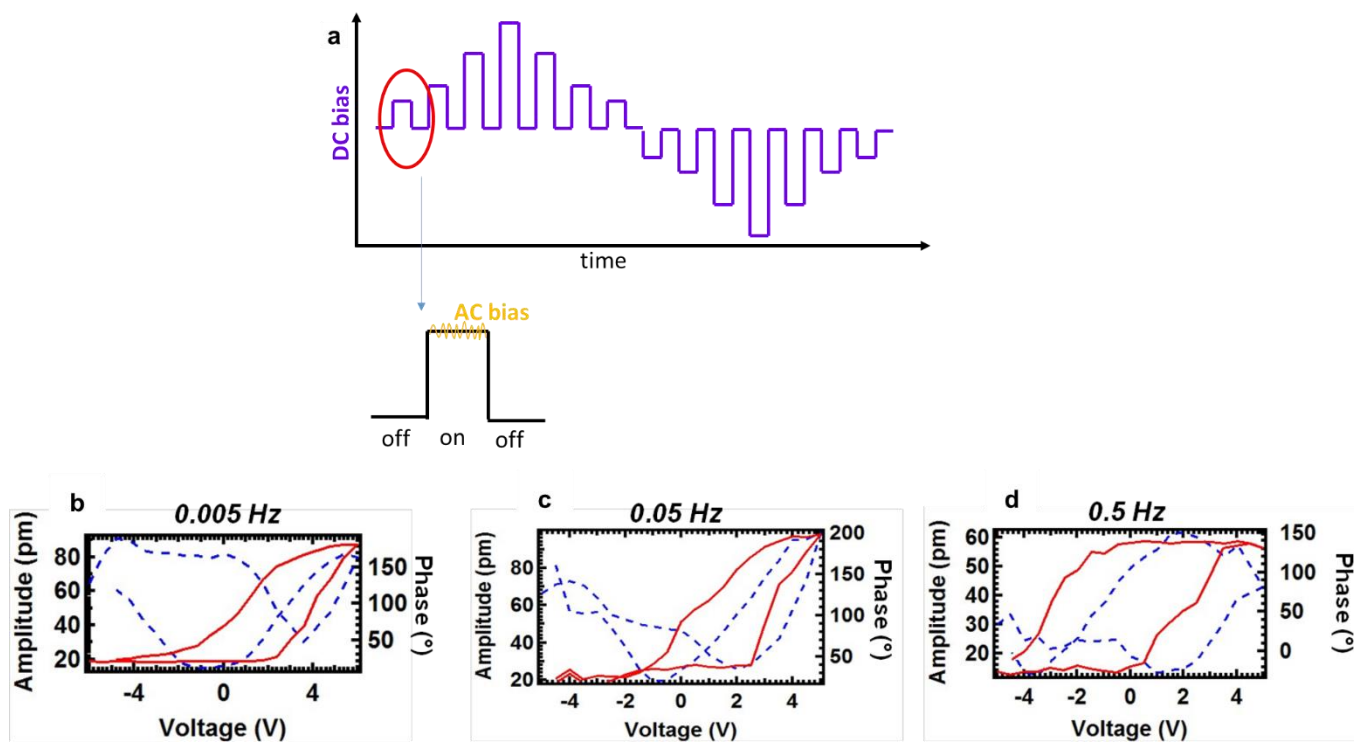 a
DC bias
time
AC bias
off on off
b
0.005 Hz
Amplitude (pm)
80
60
40
20
-4 0 4
Voltage (V)
150
100
50
Phase (°)
c
0.05 Hz
Amplitude (pm)
80
60
40
20
-4 -2 0 2 4
Voltage (V)
200
150
100
50
Phase (°)
d
0.5 Hz
Amplitude (pm)
60
50
40
30
20
-4 -2 0 2 4
Voltage (V)
150
100
50
0
Phase (°)